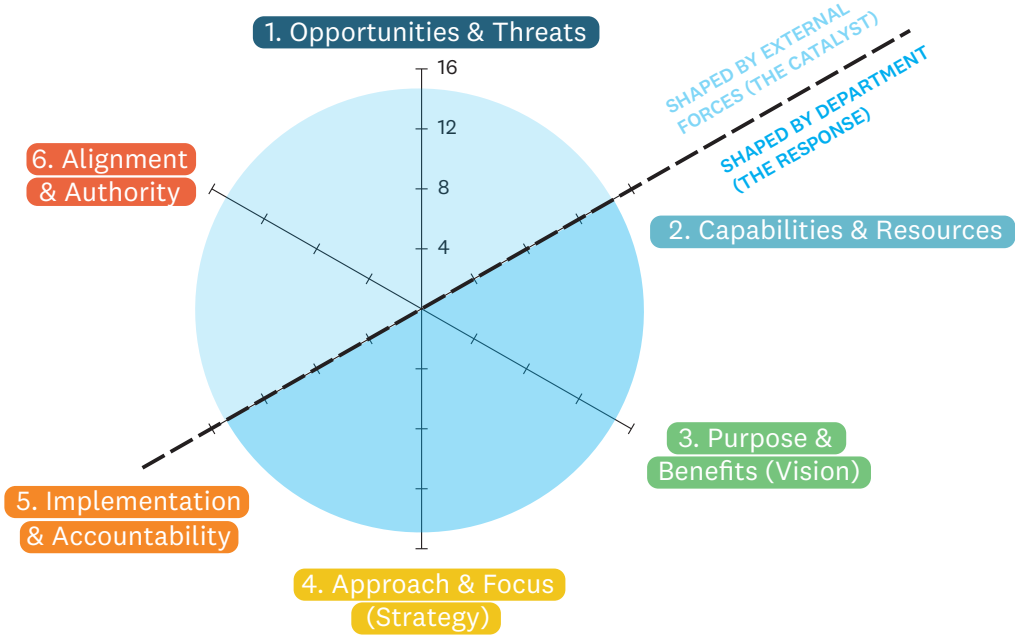 1. Opportunities & Threats
16
12
8
4
SHAPED BY EXTERNAL
FORCES (THE CATALYST)
SHAPED BY DEPARTMENT
(THE RESPONSE)
2. Capabilities & Resources
3. Purpose &
Benefits (Vision)
4. Approach & Focus
(Strategy)
5. Implementation
& Accountability
6. Alignment
& Authority